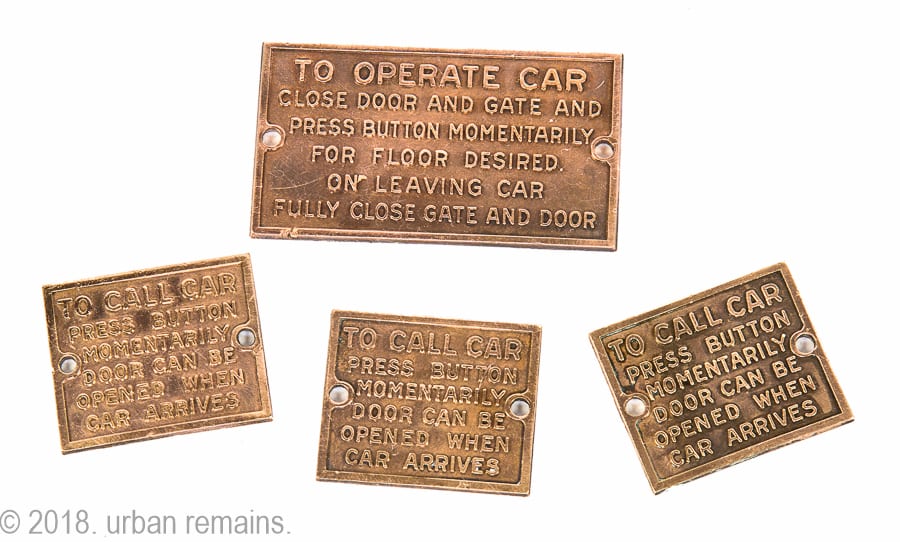 TO OPERATE CAR
CLOSE DOOR AND GATE AND
PRESS BUTTON MOMENTARILY
FOR FLOOR DESIRED.
ON LEAVING CAR
FULLY CLOSE GATE AND DOOR
TO CALL CAR
PRESS BUTTON
MOMENTARILY
DOOR CAN BE
OPENED WHEN
CAR ARRIVES
TO CALL CAR
PRESS BUTTON
MOMENTARILY
DOOR CAN BE
OPENED WHEN
CAR ARRIVES
TO CALL CAR
PRESS BUTTON
MOMENTARILY
DOOR CAN BE
OPENED WHEN
CAR ARRIVES
© 2018. urban remains.